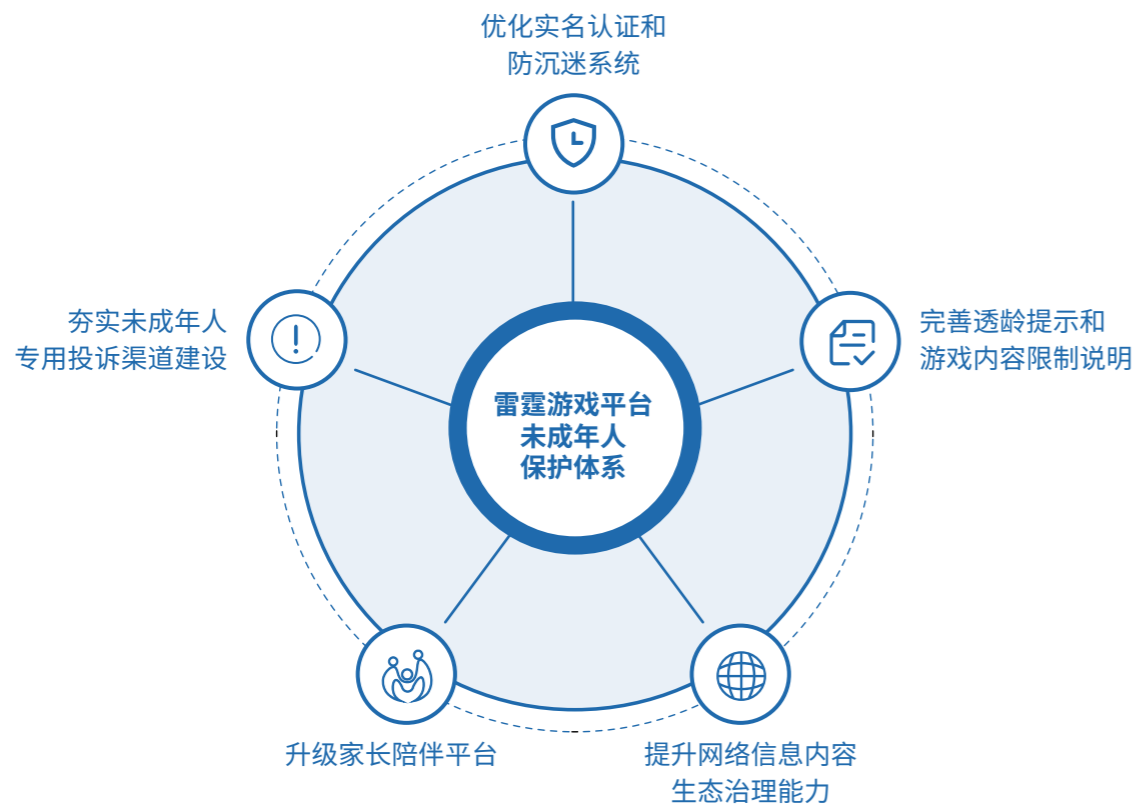 优化实名认证和
防沉迷系统
夯实未成年人
专用投诉渠道建设
完善透龄提示和
游戏内容限制说明
雷霆游戏平台
未成年人
保护体系
升级家长陪伴平台
提升网络信息内容
生态治理能力